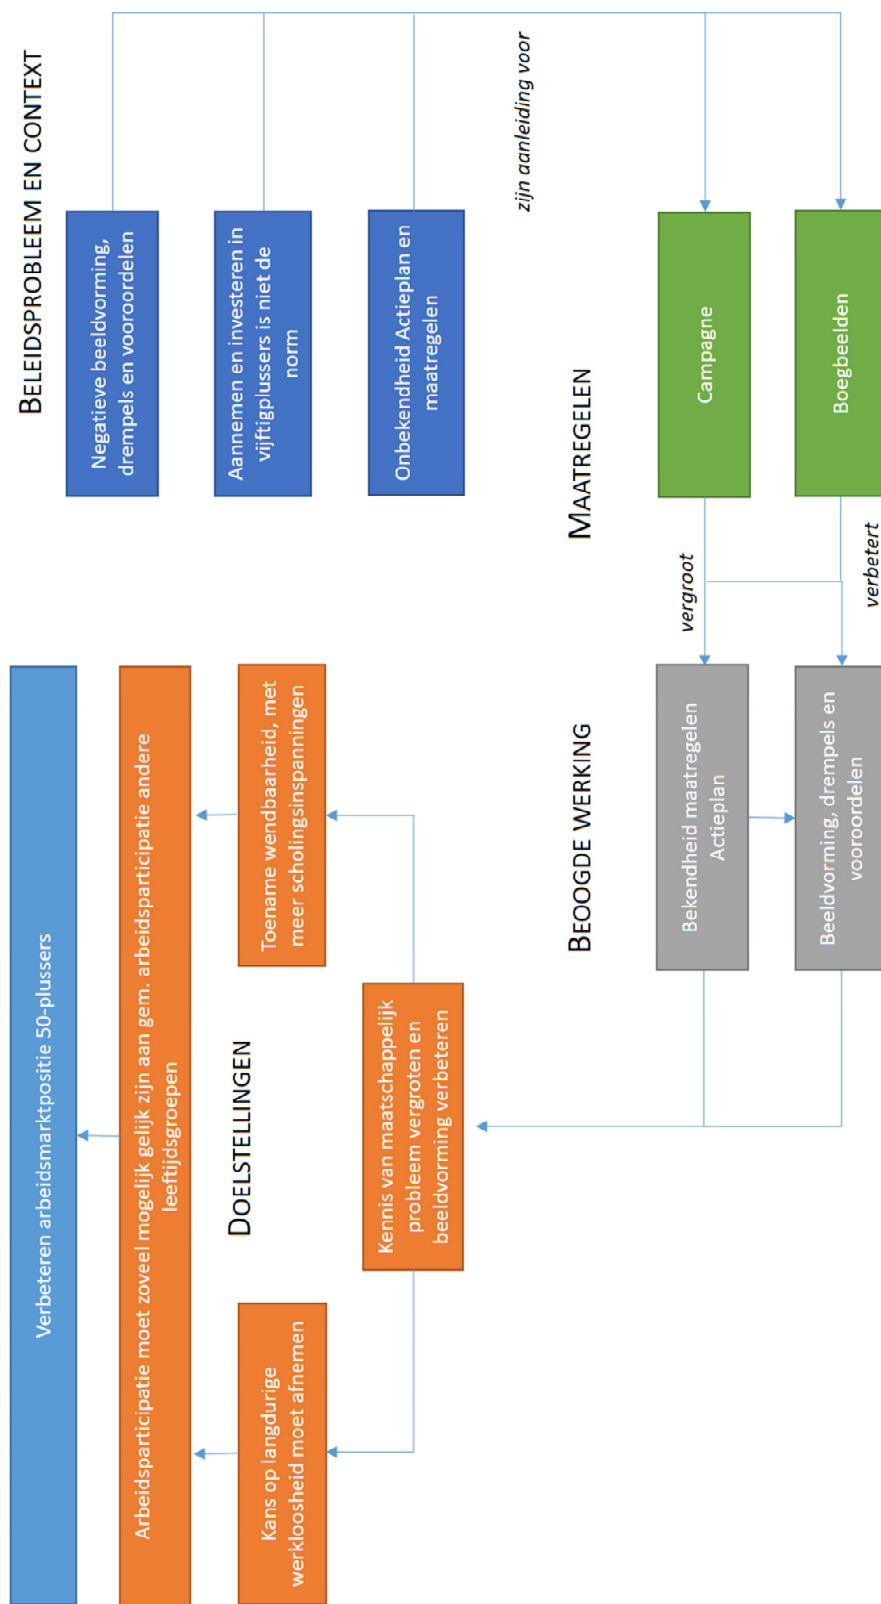 Verbeteren arbeidsmarktpositie 50-plussers
Arbeidsparticipatie moet zoveel mogelijk gelijk zijn aan gem. arbeidsparticipatie andere
leeftijdsgroepen
Kans op langdurige
werkloosheid moet afnemen
DOELSTELLINGEN
Toename wendbaarheid, met
meer scholingsinspanningen
Kennis van maatschappelijk
probleem vergroten en
beeldvorming verbeteren
BELEIDSPROBLEEM EN CONTEXT
Negatieve beeldvorming,
drempels en vooroordelen
Aannemen en investeren in
vijftigplussers is niet de
norm
Onbekendheid Actieplan en
maatregelen
zijn aanleiding voor
BEOOGDE WERKING
MAATREGELEN
Bekendheid maatregelen
Actieplan
vergroot
Campagne
Beeldvorming, drempels en
vooroordelen
verbetert
Boegbeelden